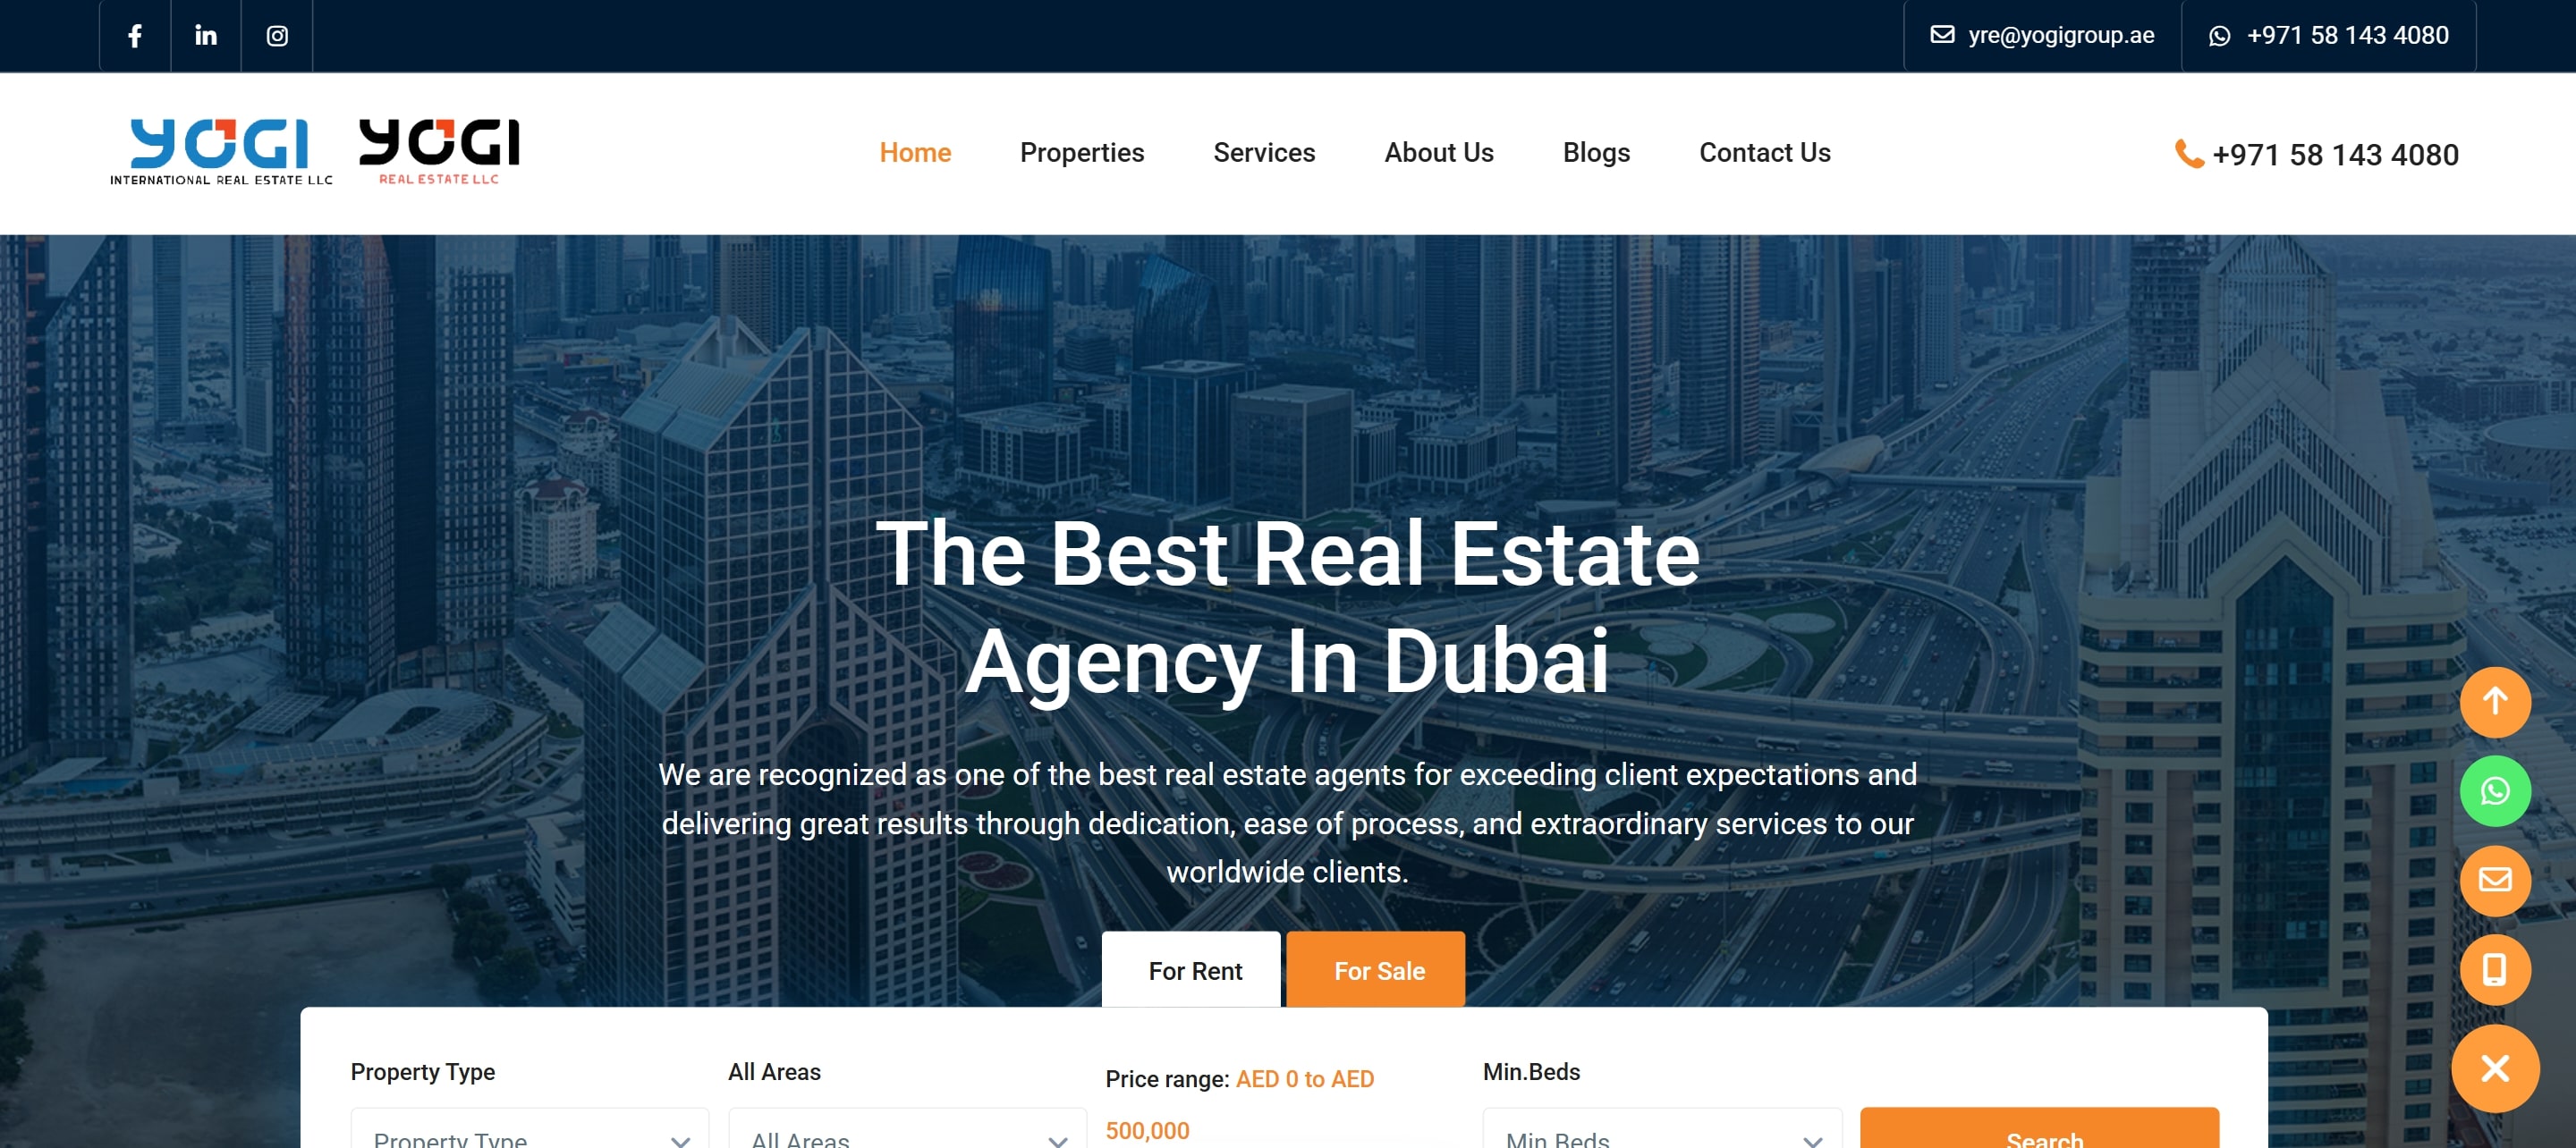 yre@yogigroup.ae
+971 58 143 4080
YOGI
INTERNATIONAL REAL ESTATE LLC
YOGI
REAL ESTATE LLC
Home
Properties
Services
About Us
Blogs
Contact Us
+971 58 143 4080
The Best Real Estate
Agency In Dubai
We are recognized as one of the best real estate agents for exceeding client expectations and
delivering great results through dedication, ease of process, and extraordinary services to our
worldwide clients.
For Rent
For Sale
Property Type
All Areas
Price range: AED 0 to AED
500,000
Min.Beds
Property Type
All Areas
Min.Beds
Search